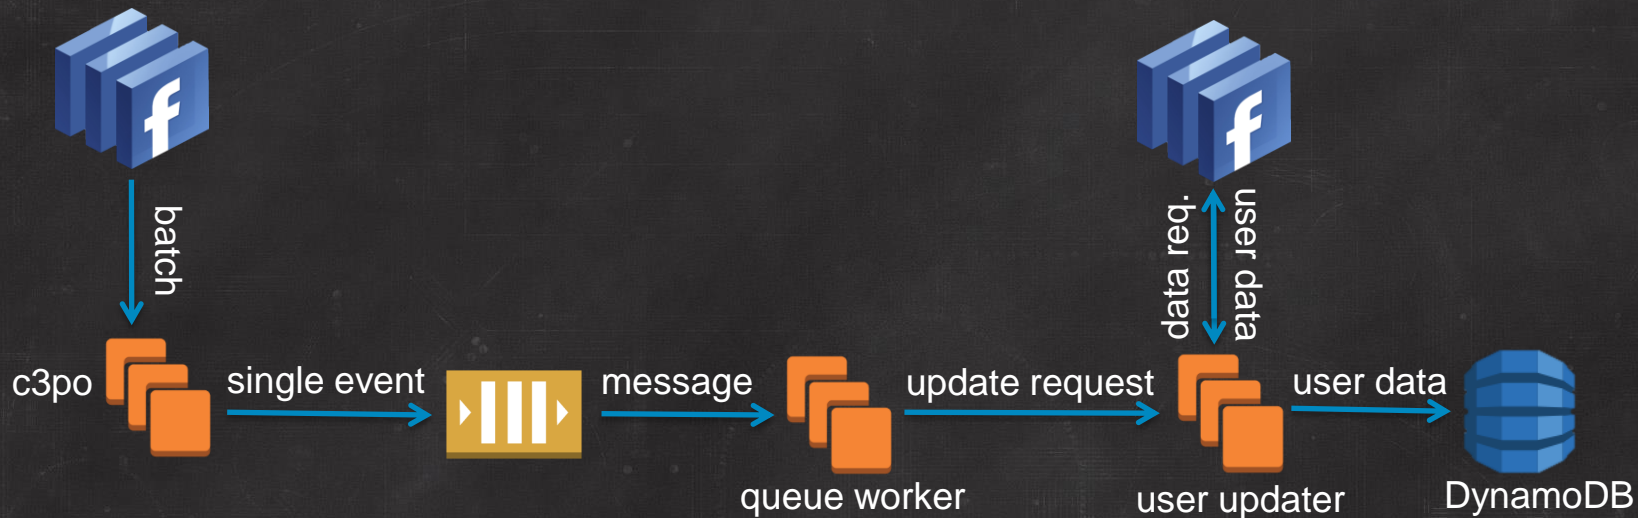 f
f
batch
data req.
user data
c3po
single event
message
update request
user data
queue worker
user updater
DynamoDB